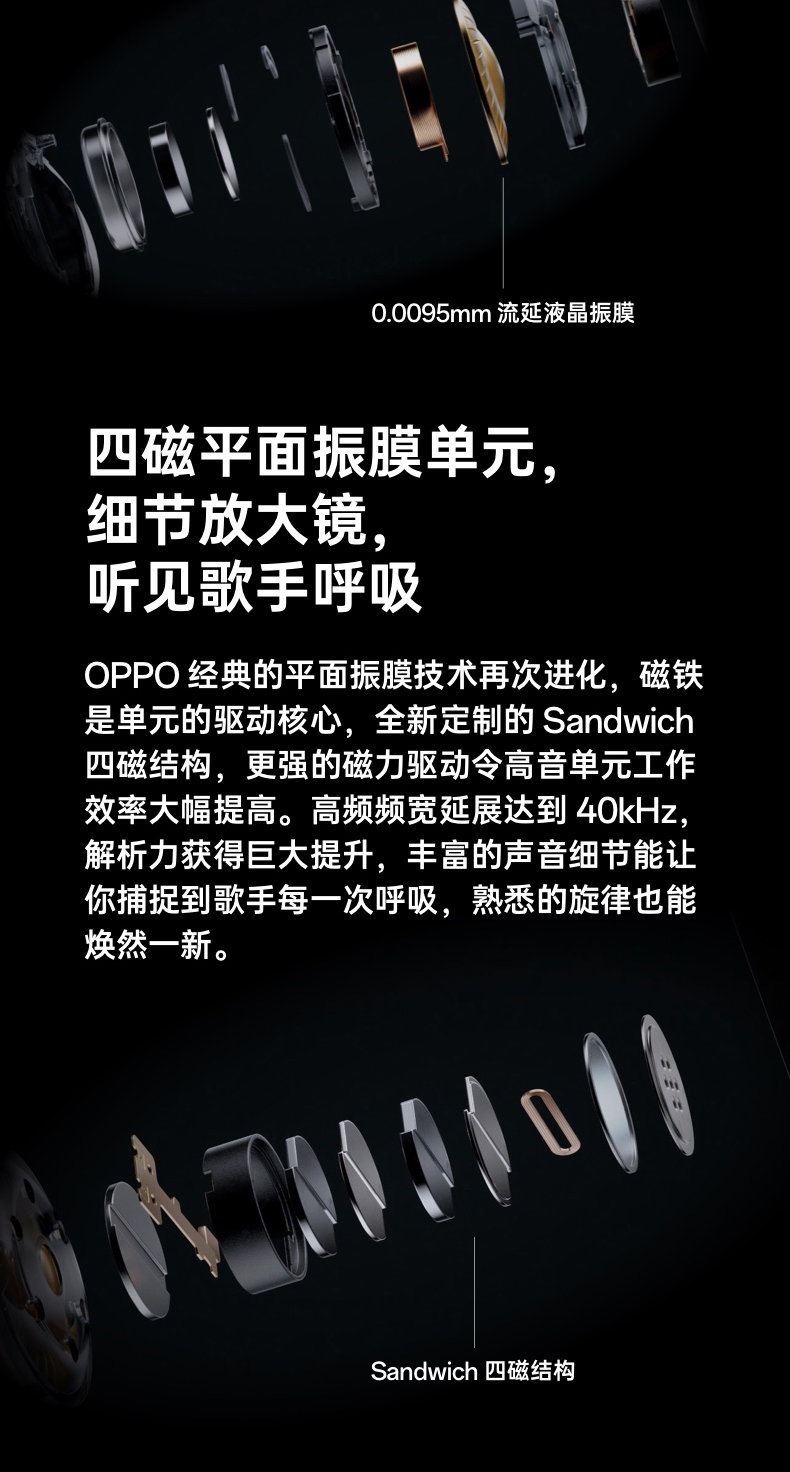 0.0095mm 流延液晶振膜
四磁平面振膜单元，
细节放大镜，
听见歌手呼吸
OPPO 经典的平面振膜技术再次进化，磁铁
是单元的驱动核心，全新定制的 Sandwich
四磁结构，更强的磁力驱动令高音单元工作
效率大幅提高。高频频宽延展达到 40kHz，
解析力获得巨大提升，丰富的声音细节能让
你捕捉到歌手每一次呼吸，熟悉的旋律也能
焕然一新。
Sandwich 四磁结构